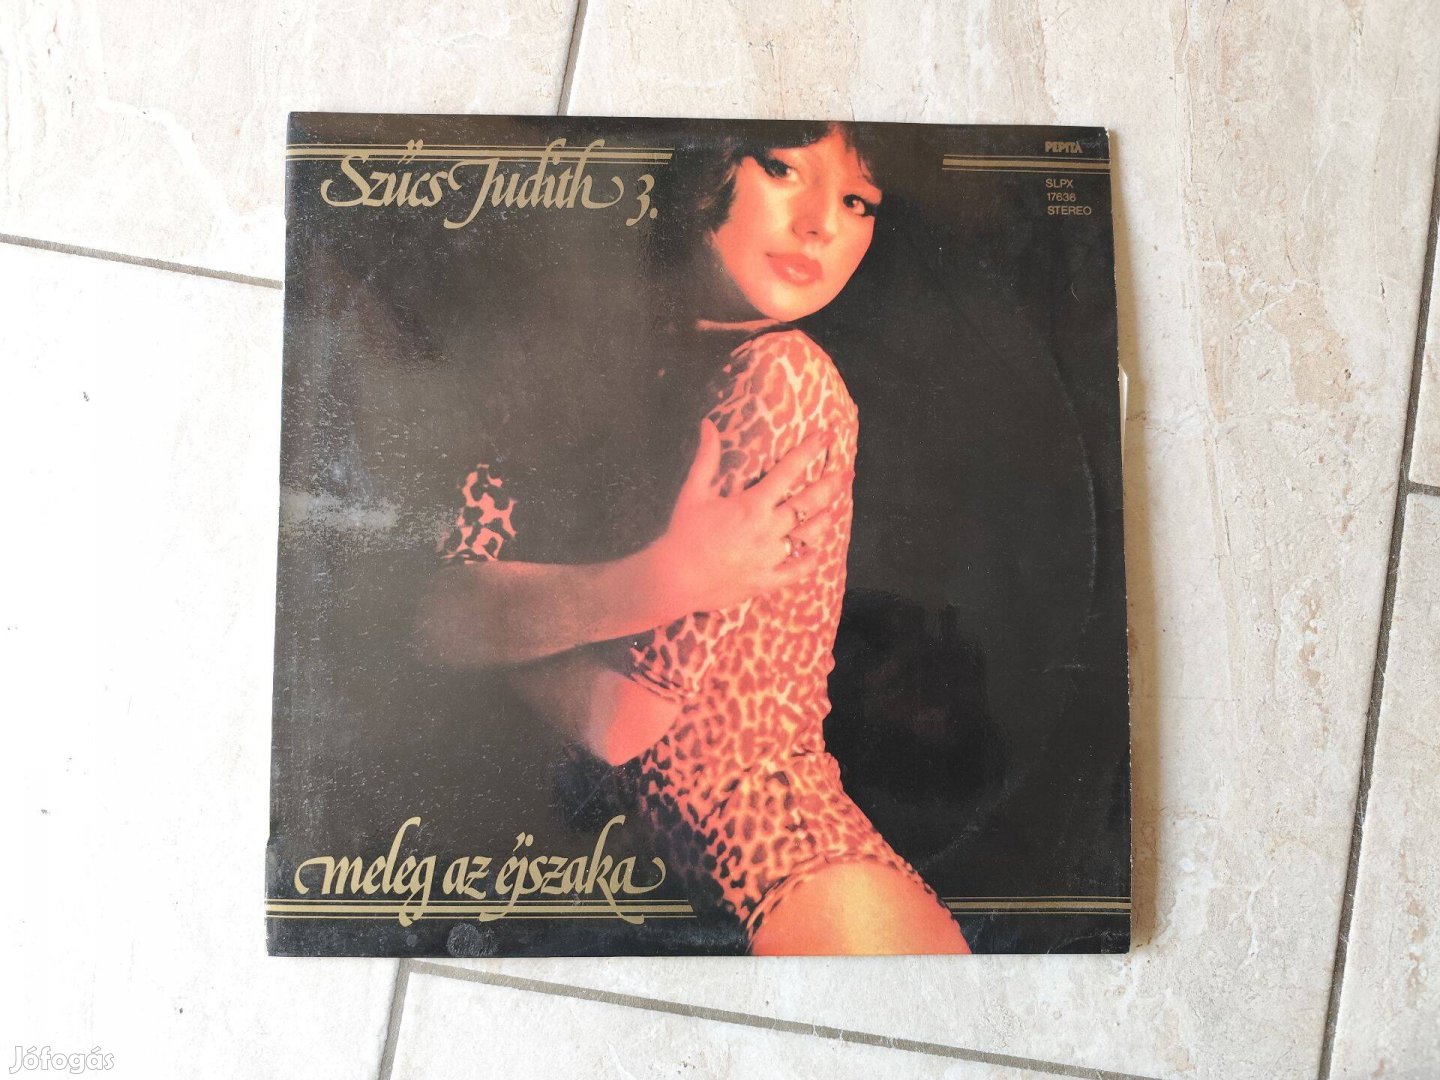 Szűcs Judith 3.
PEPITA
SLPX
17636
STEREO
meleg az éjszaka
Jófogás